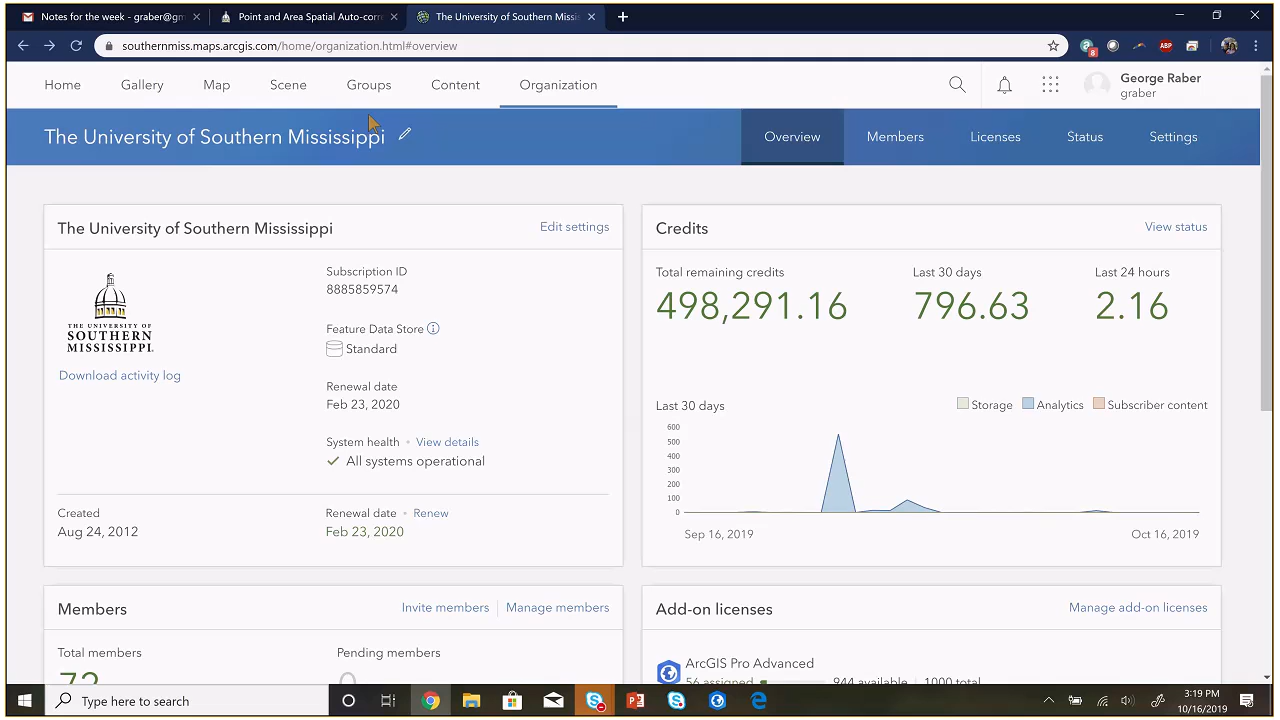 Notes for the week - graber@gm
Point and Area Spatial Auto-corr
The University of Southern Missi
southernmiss.maps.arcgis.com/home/organization.html#overview
8
ABP
Home
Gallery
Map
Scene
Groups
Content
Organization
George Raber
graber
The University of Southern Mississippi
Overview
Members
Licenses
Status
Settings
The University of Southern Mississippi
Edit settings
THE UNIVERSITY OF
SOUTHERN
MISSISSIPPI.
Download activity log
Subscription ID
8885859574
Feature Data Store
Standard
Renewal date
Feb 23, 2020
System health • View details
All systems operational
Created
Aug 24, 2012
Renewal date • Renew
Feb 23, 2020
Credits
View status
Total remaining credits
498,291.16
Last 30 days
796.63
Last 24 hours
2.16
Last 30 days
Storage
Analytics
Subscriber content
600
500
400
300
200
100
0
Sep 16, 2019
Oct 16, 2019
Members
Invite members
Manage members
Total members
72
Pending members
0
Add-on licenses
Manage add-on licenses
ArcGIS Pro Advanced
56 assigned
944 available
1000 total
Type here to search
3:19 PM
10/16/2019